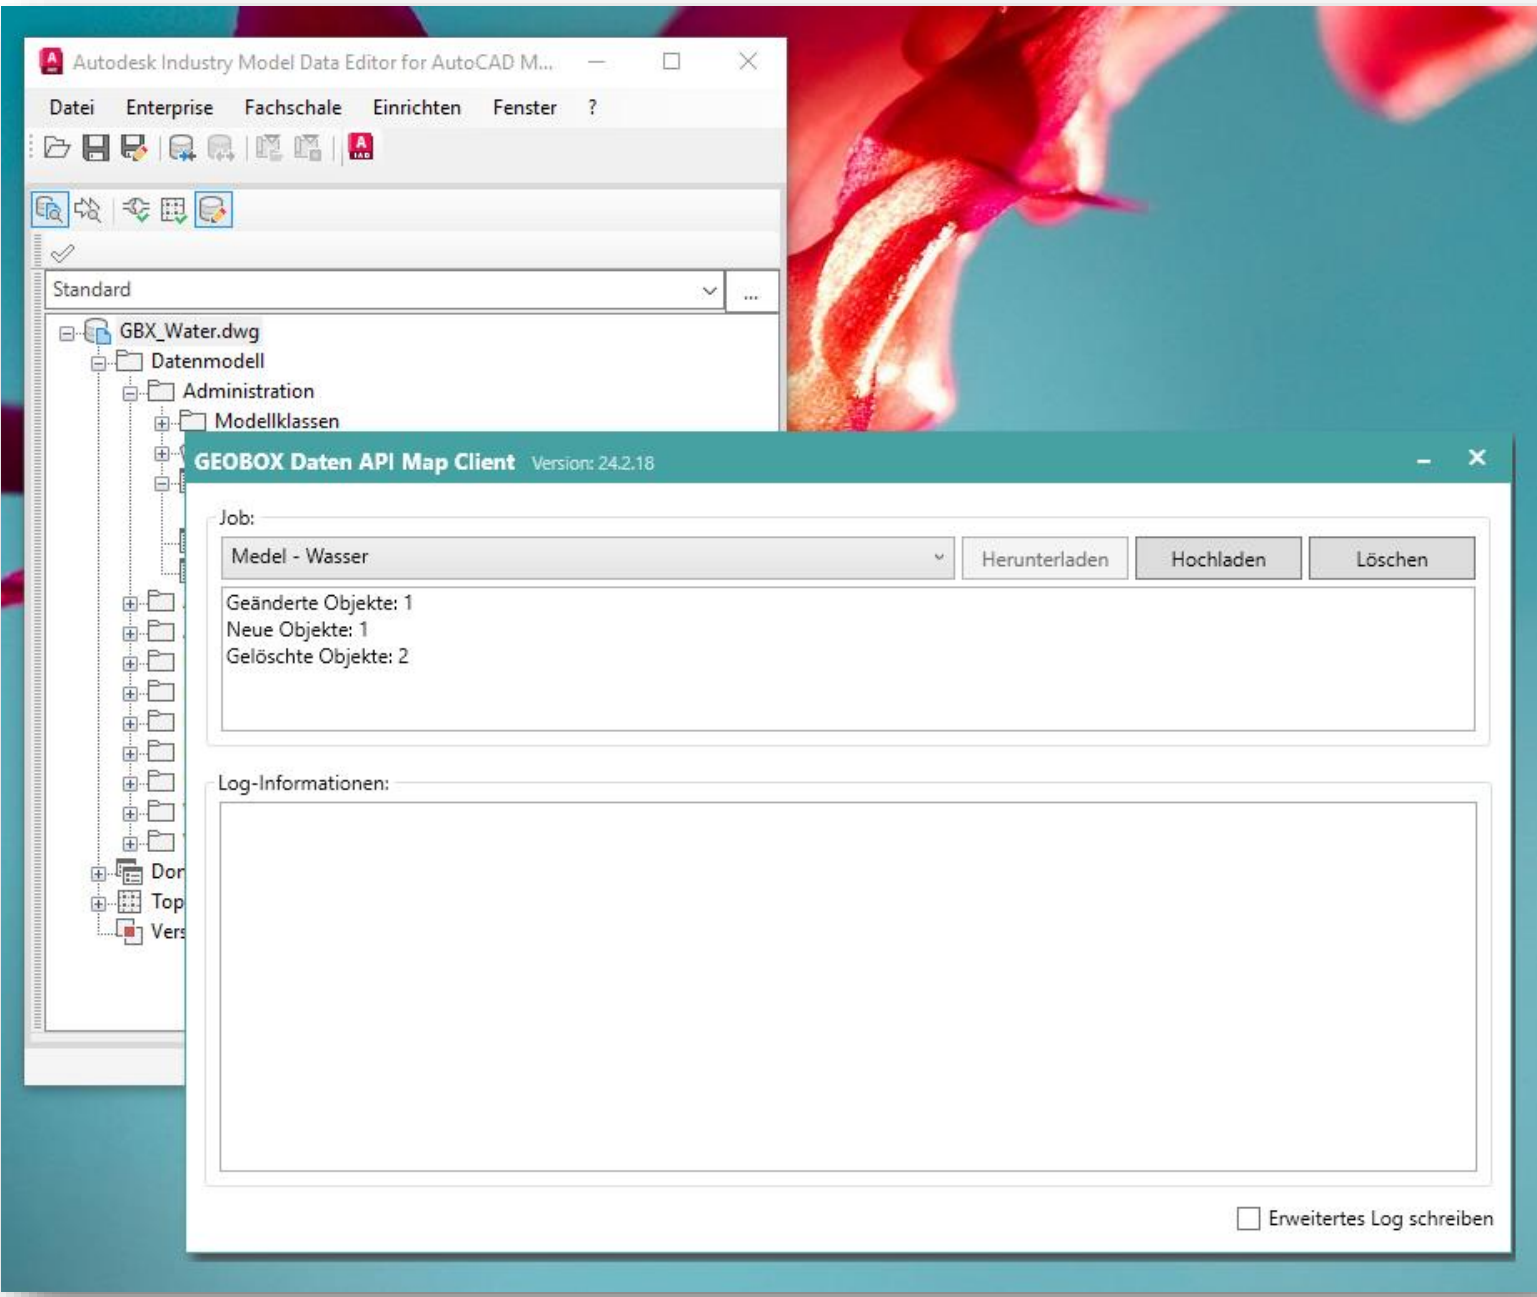 Autodesk Industry Model Data Editor for AutoCAD M...
Datei Enterprise Fachschale Einrichten Fenster ?
Standard
...
GBX_Water.dwg
Datenmodell
Administration
Modellklassen
GEOBOX Daten API Map Client Version: 24.2.18
Job:
Medel - Wasser
Herunterladen Hochladen Löschen
Geänderte Objekte: 1
Neue Objekte: 1
Gelöschte Objekte: 2
Log-Informationen:
Top
Vers
Erweitertes Log schreiben